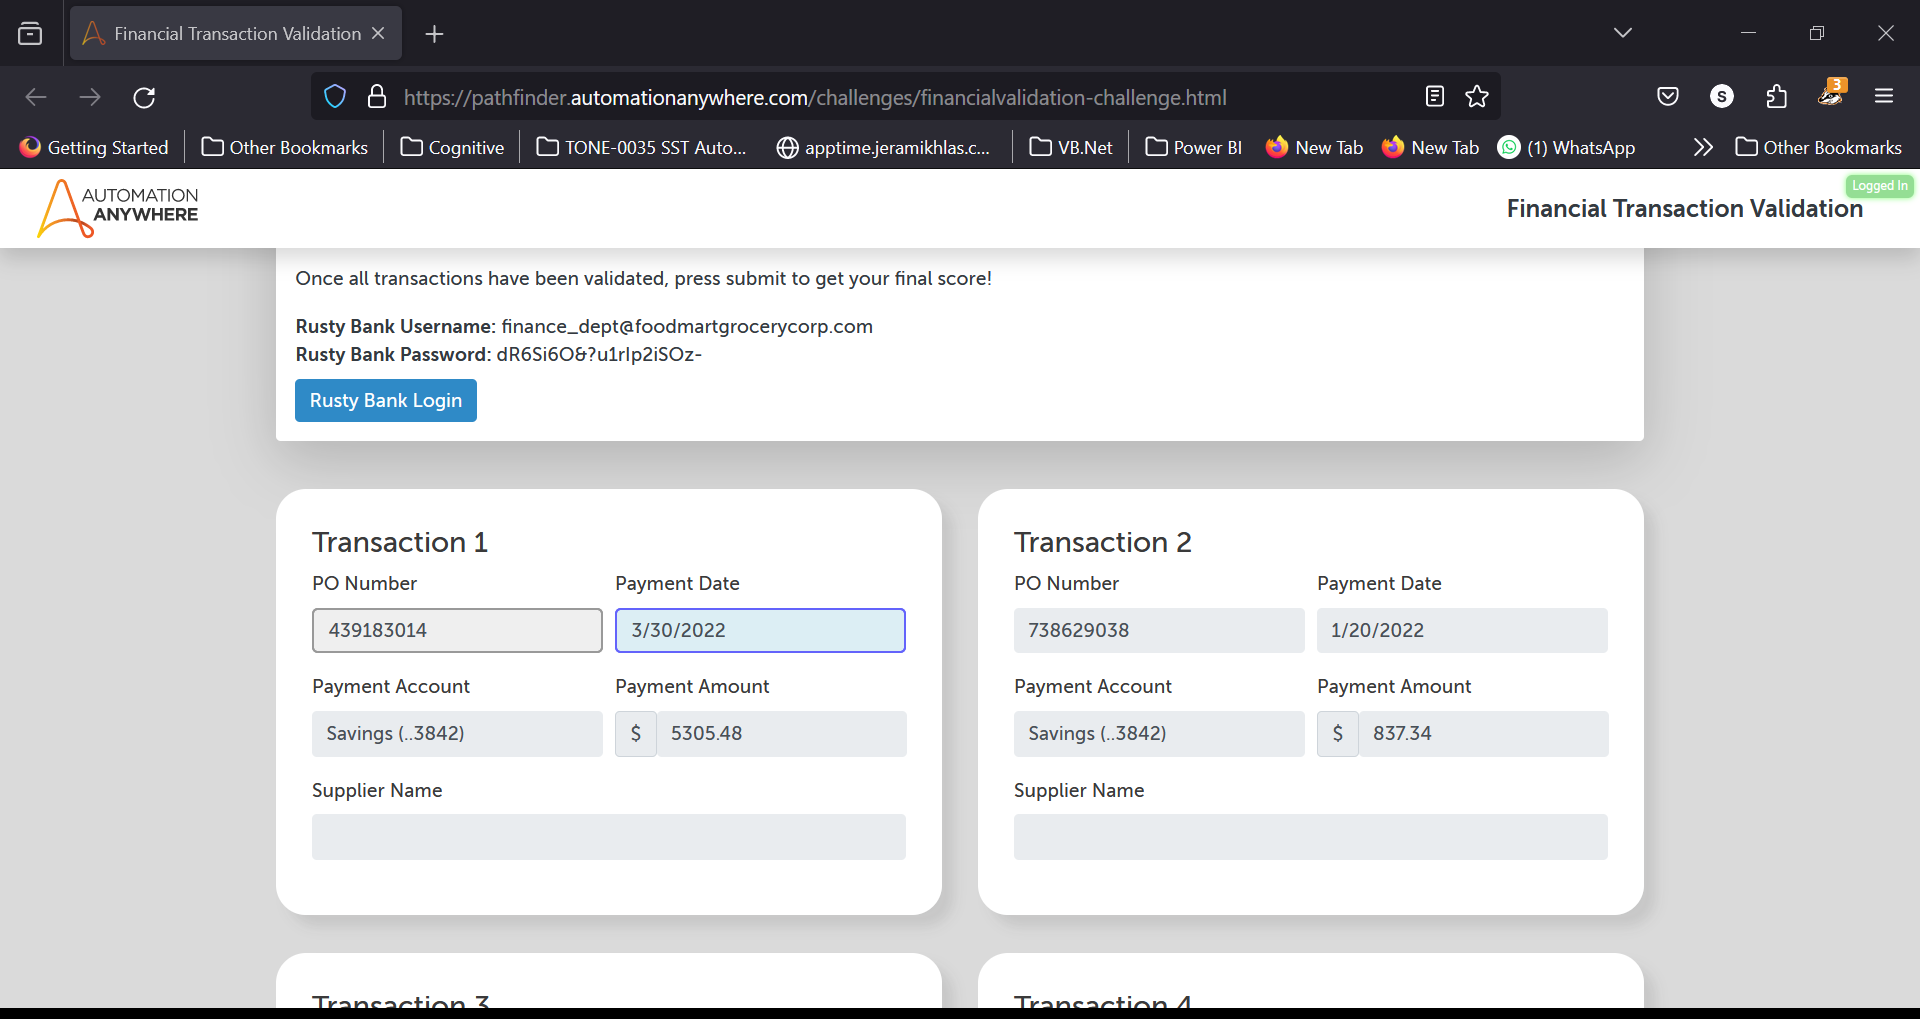 Financial Transaction Validation
https://pathfinder.automationanywhere.com/challenges/financialvalidation-challenge.html
S
3
Getting Started
Other Bookmarks
Cognitive
TONE-0035 SST Auto...
apptime.jeramikhlas.c...
VB.Net
Power BI
New Tab
New Tab
(1) WhatsApp
Other Bookmarks
AUTOMATION
ANYWHERE
Logged In
Financial Transaction Validation
Once all transactions have been validated, press submit to get your final score!
Rusty Bank Username: finance_dept@foodmartgrocerycorp.com
Rusty Bank Password: dR6Si6O&?u1rIp2iSOz-
Rusty Bank Login
Transaction 1
PO Number Payment Date
439183014 3/30/2022
Payment Account Payment Amount
Savings (..3842) $ 5305.48
Supplier Name
Transaction 2
PO Number Payment Date
738629038 1/20/2022
Payment Account Payment Amount
Savings (..3842) $ 837.34
Supplier Name
Transaction 3
Transaction 4